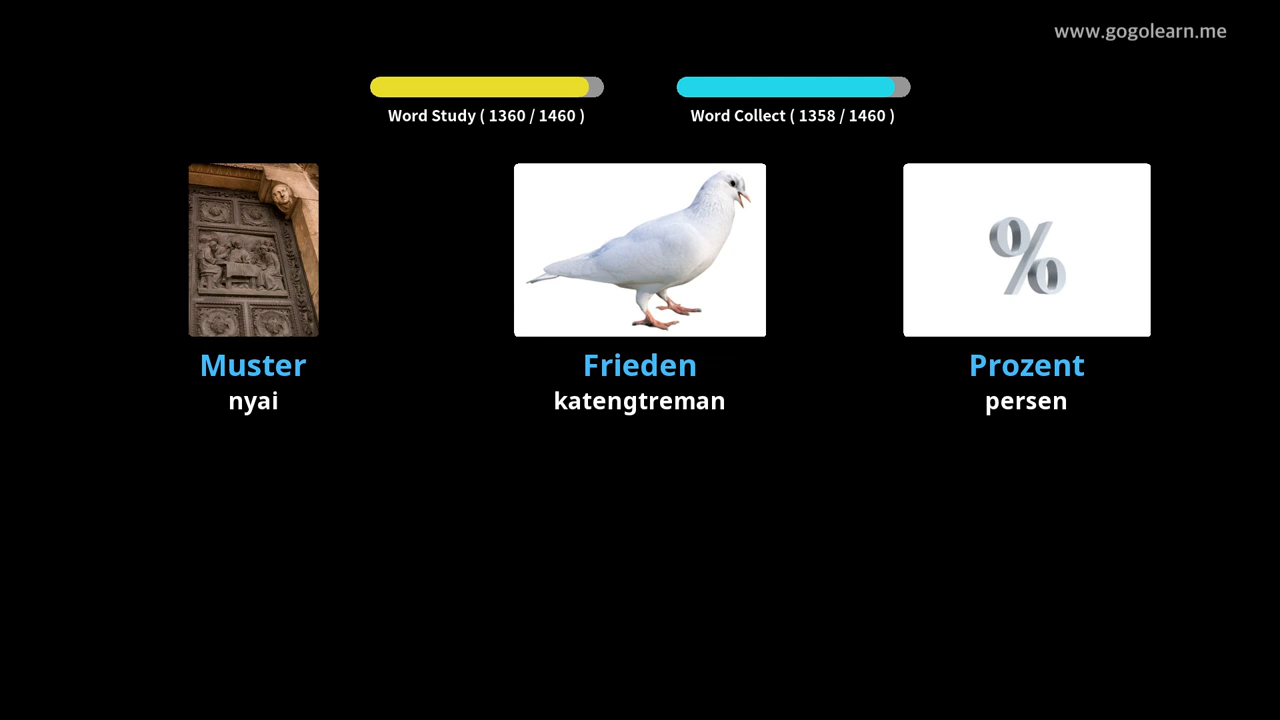 www.gogolearn.me
Word Study ( 1360 / 1460 )
Word Collect ( 1358 / 1460 )
%
Muster
nyai
Frieden
katengtreman
Prozent
persen